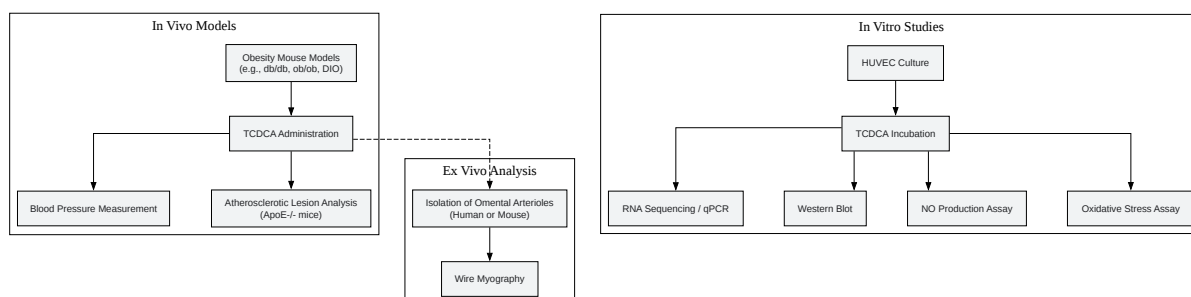 In Vivo Models
Obesity Mouse Models
(e.g., db/db, ob/ob, DIO)
TCDCA Administration
Blood Pressure Measurement
Atherosclerotic Lesion Analysis
(ApoE-/- mice)
Ex Vivo Analysis
Isolation of Omental Arterioles
(Human or Mouse)
Wire Myography
In Vitro Studies
HUVEC Culture
TCDCA Incubation
RNA Sequencing / qPCR
Western Blot
NO Production Assay
Oxidative Stress Assay